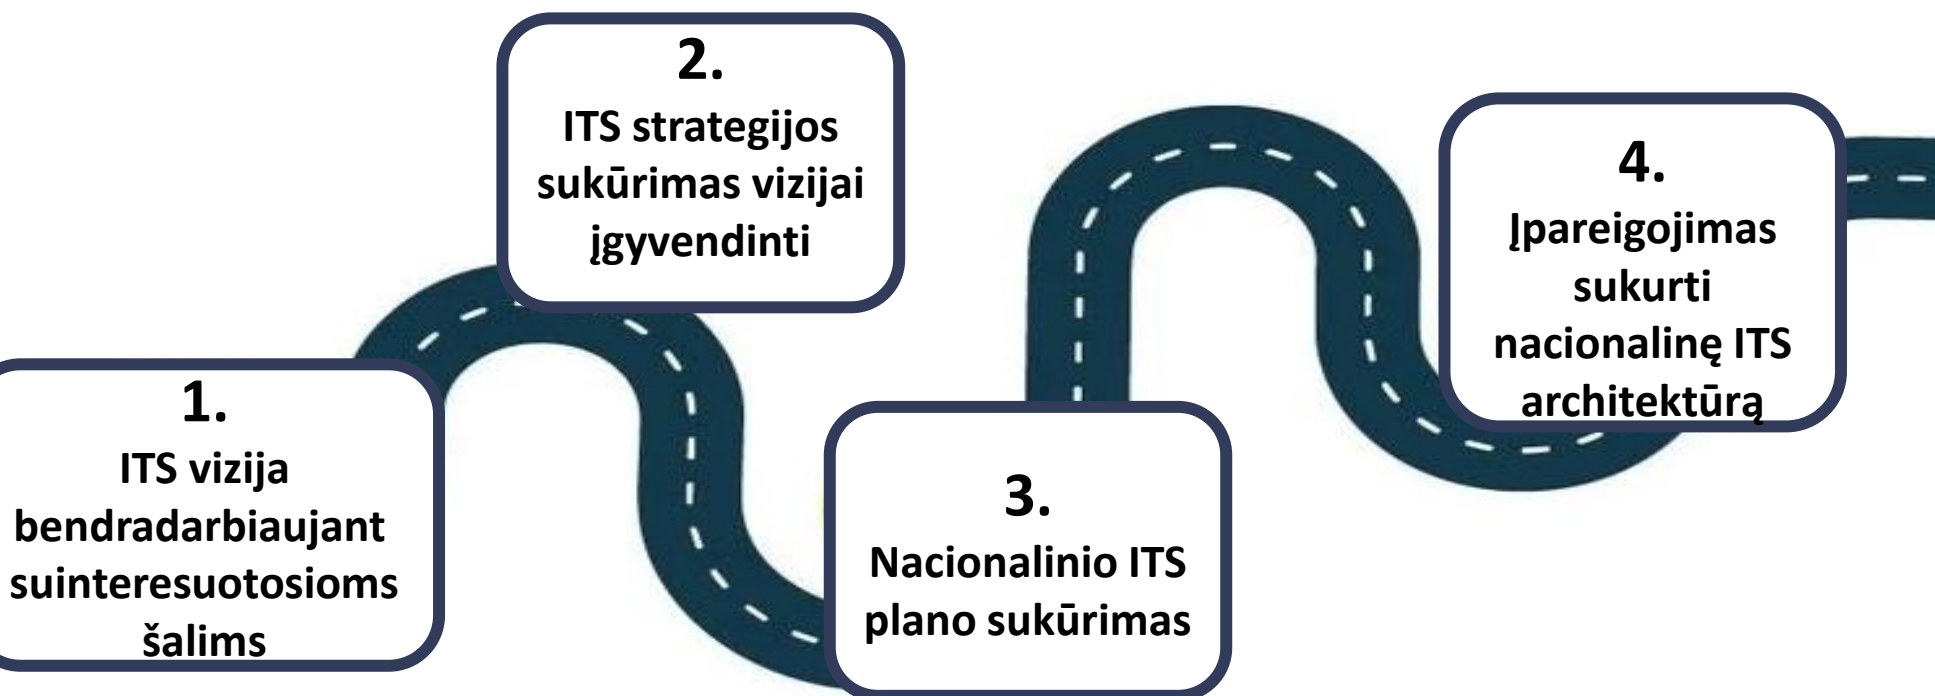 1.
ITS vizija
bendradarbiaujant
suinteresuotosioms
šalims
2.
ITS strategijos
sukūrimas vizijai
įgyvendinti
3.
Nacionalinio ITS
plano sukūrimas
4.
Įpareigojimas
sukurti
nacionalinę ITS
architektūrą